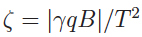 ζ = |γqB|/T²